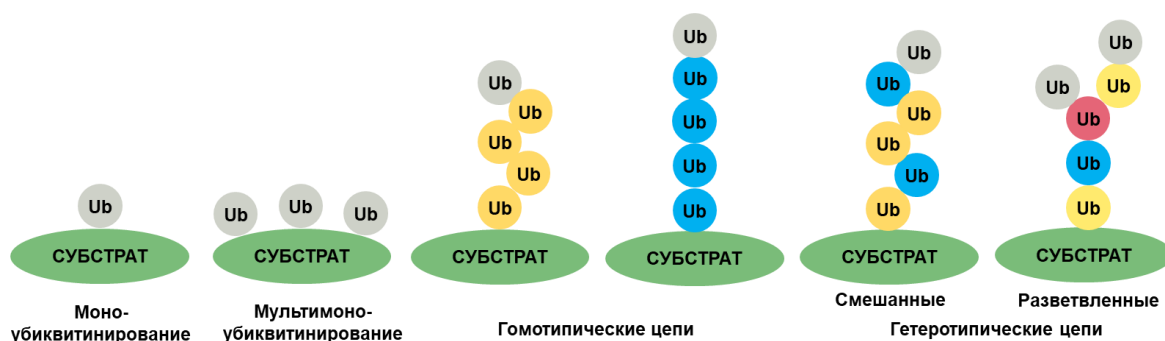 Ub
СУБСТРАТ
Моно-
убиквитинирование
Ub
Ub
Ub
СУБСТРАТ
Мультимоно-
убиквитинирование
Ub
Ub
Ub
Ub
Ub
СУБСТРАТ
Ub
Ub
Ub
Ub
Ub
СУБСТРАТ
Гомотипические цепи
Ub
Ub
Ub
Ub
Ub
Ub
СУБСТРАТ
Смешанные
Ub
Ub
Ub
Ub
Ub
Ub
СУБСТРАТ
Разветвленные
Гетеротипические цепи